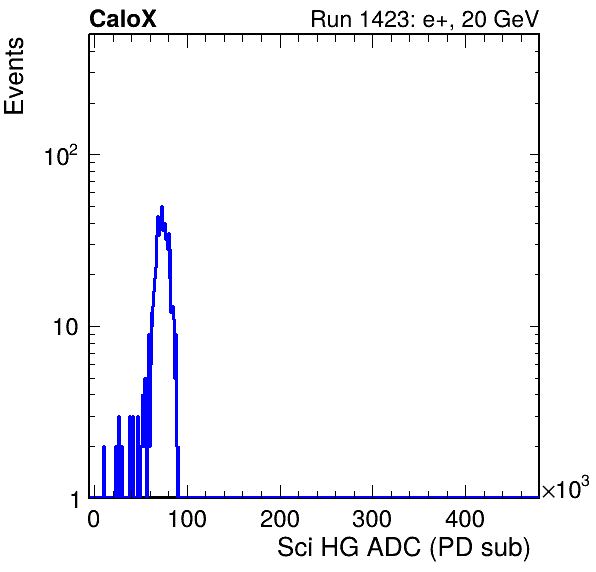 CaloX Run 1423: e+, 20 GeV
Events
10²
10
1
0 100 200 300 400 ×10³
Sci HG ADC (PD sub)